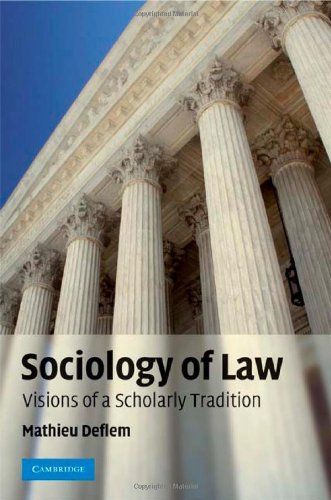 Sociology of Law
Visions of a Scholarly Tradition
Mathieu Deflem
CAMBRIDGE